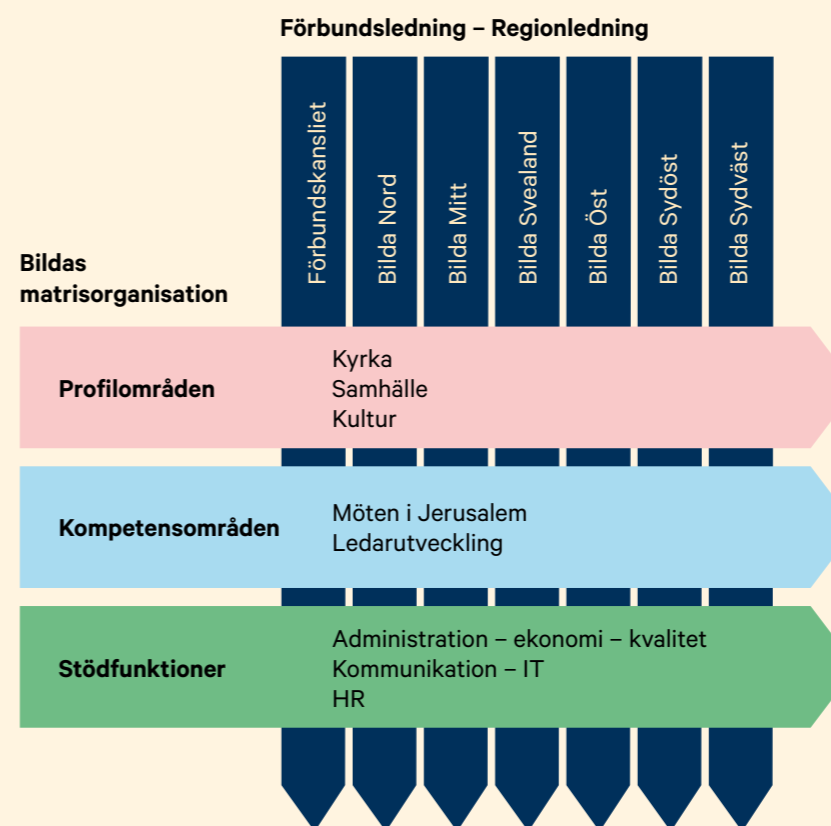 Förbundsledning – Regionledning
Förbundskansliet
Bilda Nord
Bilda Mitt
Bilda Svealand
Bilda Öst
Bilda Sydöst
Bilda Sydväst
Bildas
matrisorganisation
Profilområden
Kyrka
Samhälle
Kultur
Kompetensområden
Möten i Jerusalem
Ledarutveckling
Stödfunktioner
Administration – ekonomi – kvalitet
Kommunikation – IT
HR